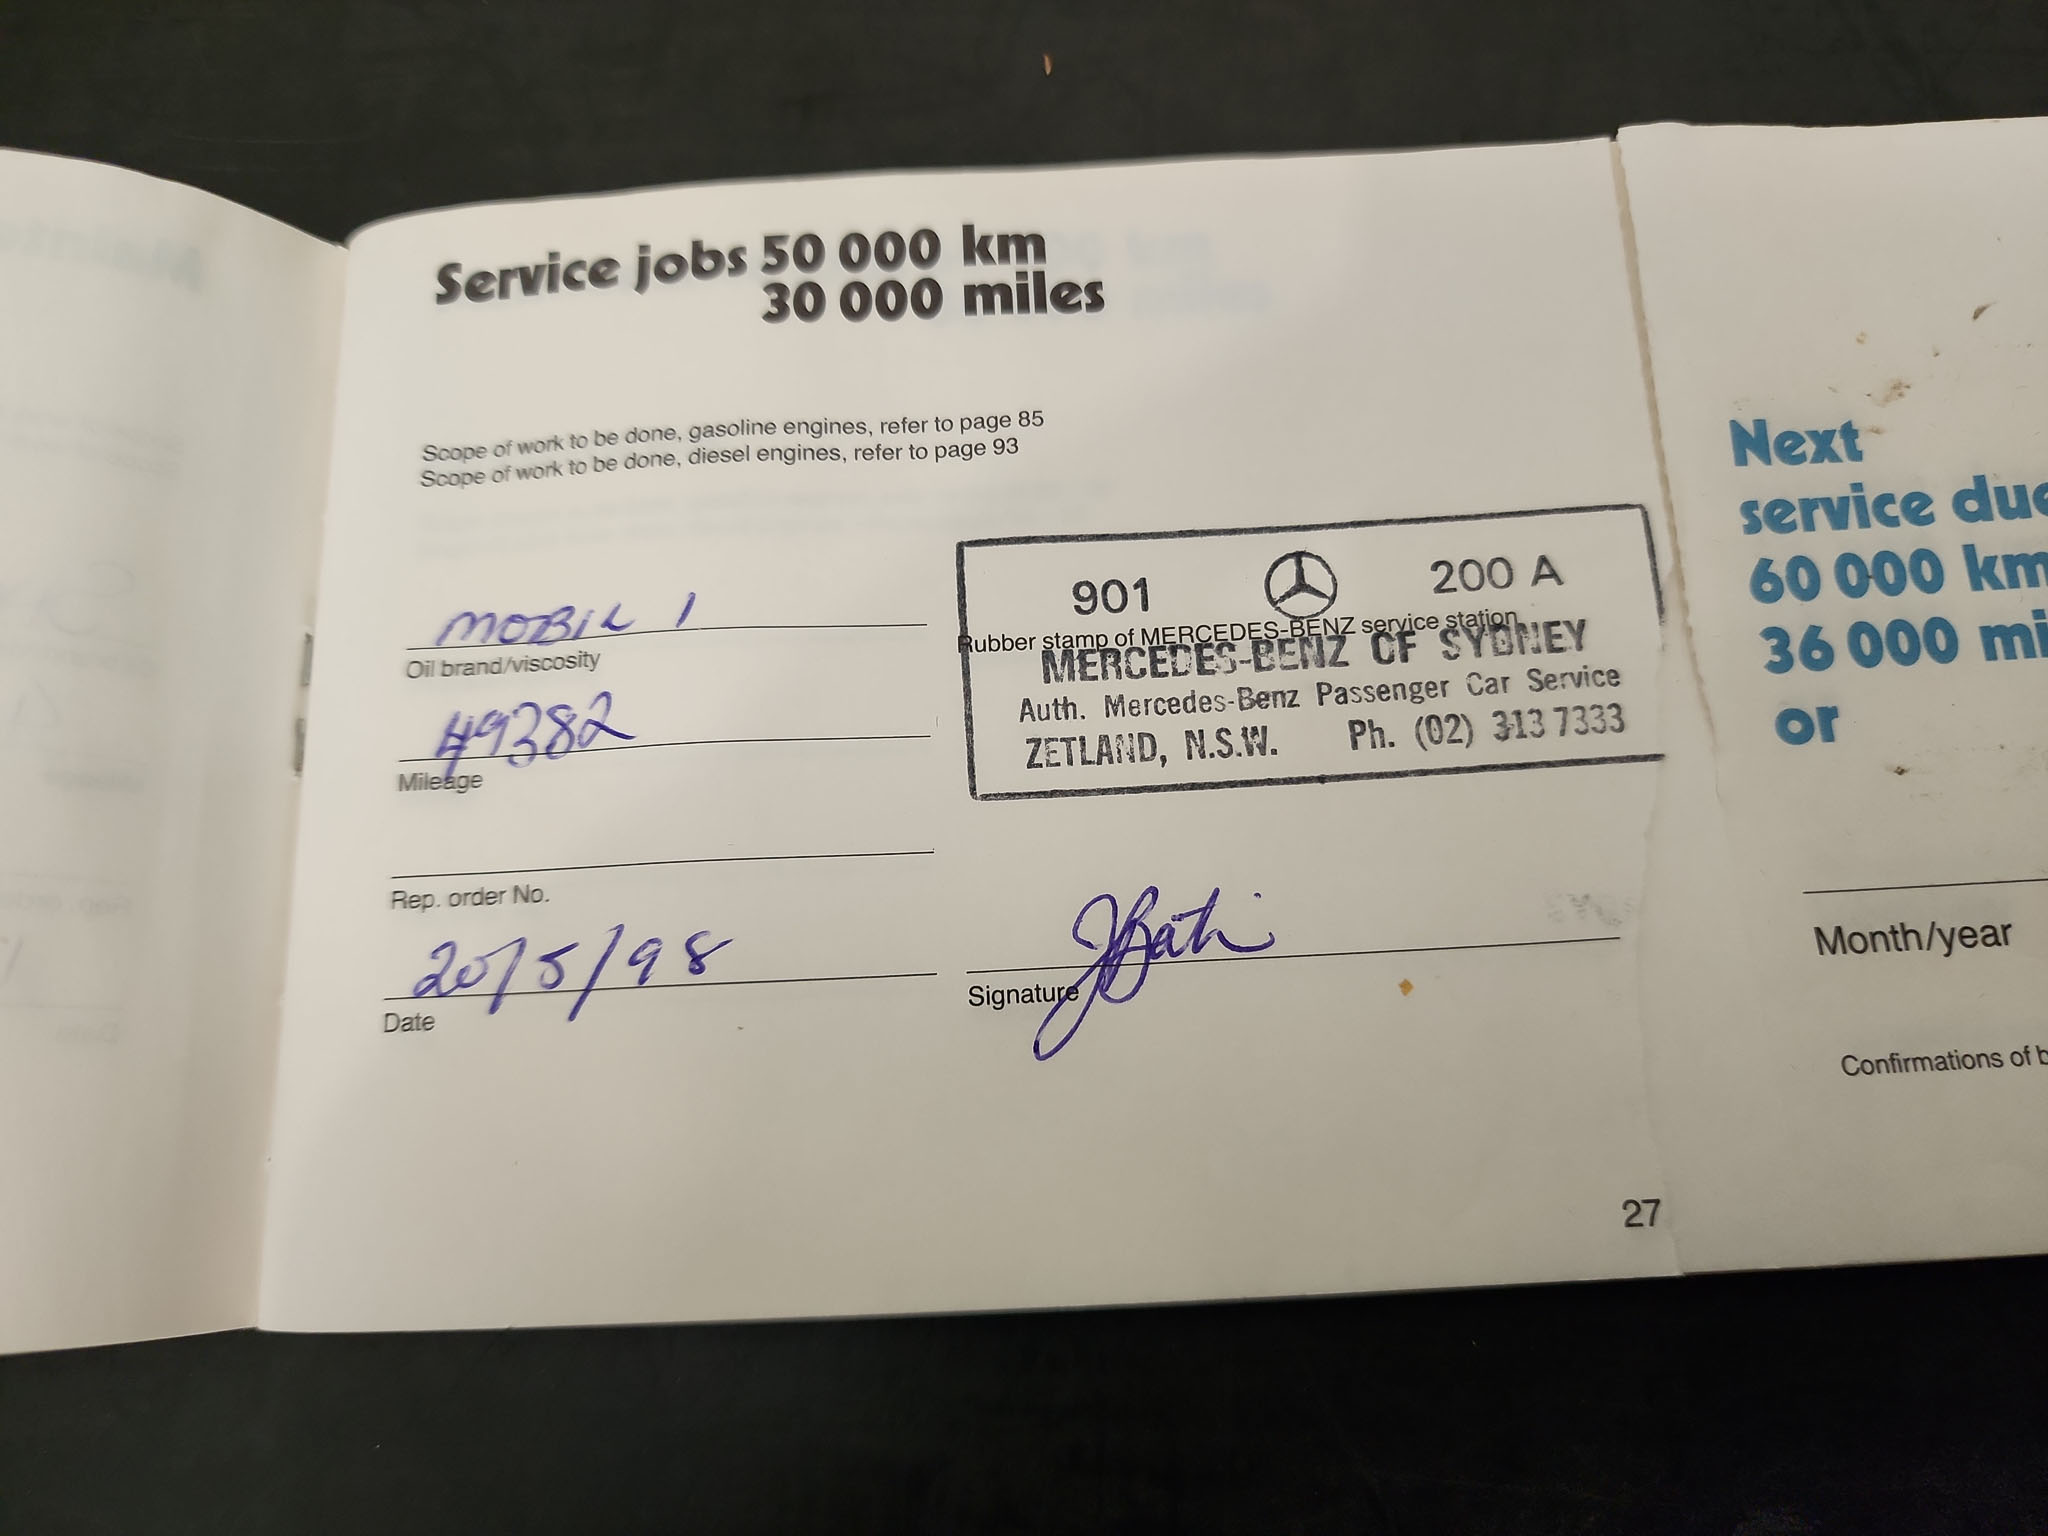 Service jobs 50 000 km
30 000 miles
Scope of work to be done, gasoline engines, refer to page 85
Scope of work to be done, diesel engines, refer to page 93
MOBIL 1
Oil brand/viscosity
49382
Mileage
Rep. order No.
20/5/98
Date
901 200 A
Rubber stamp of MERCEDES-BENZ service station
MERCEDES-BENZ OF SYDNEY
Auth. Mercedes-Benz Passenger Car Service
ZETLAND, N.S.W. Ph. (02) 313 7333
Signature
27
Next
service due
60 000 km
36 000 mi
or
Month/year
Confirmations of b